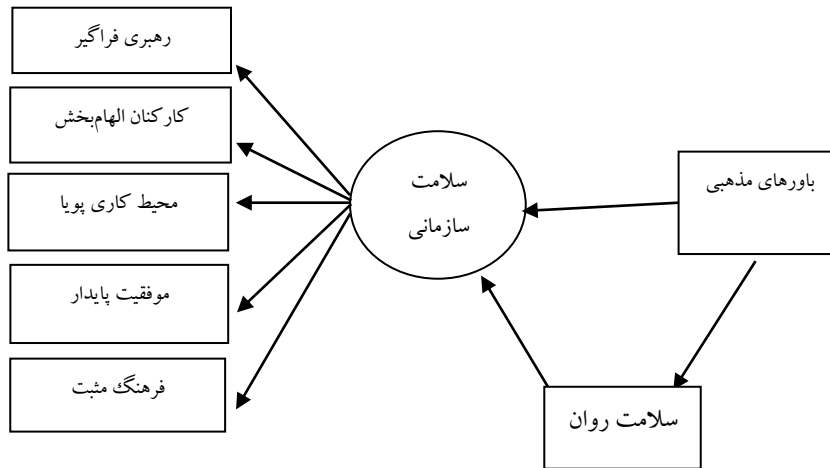 رهبری فراگیر
کارکنان الهام‌بخش
محیط کاری پویا
موفقیت پایدار
فرهنگ مثبت
سلامت
سازمانی
باورهای مذهبی
سلامت روان